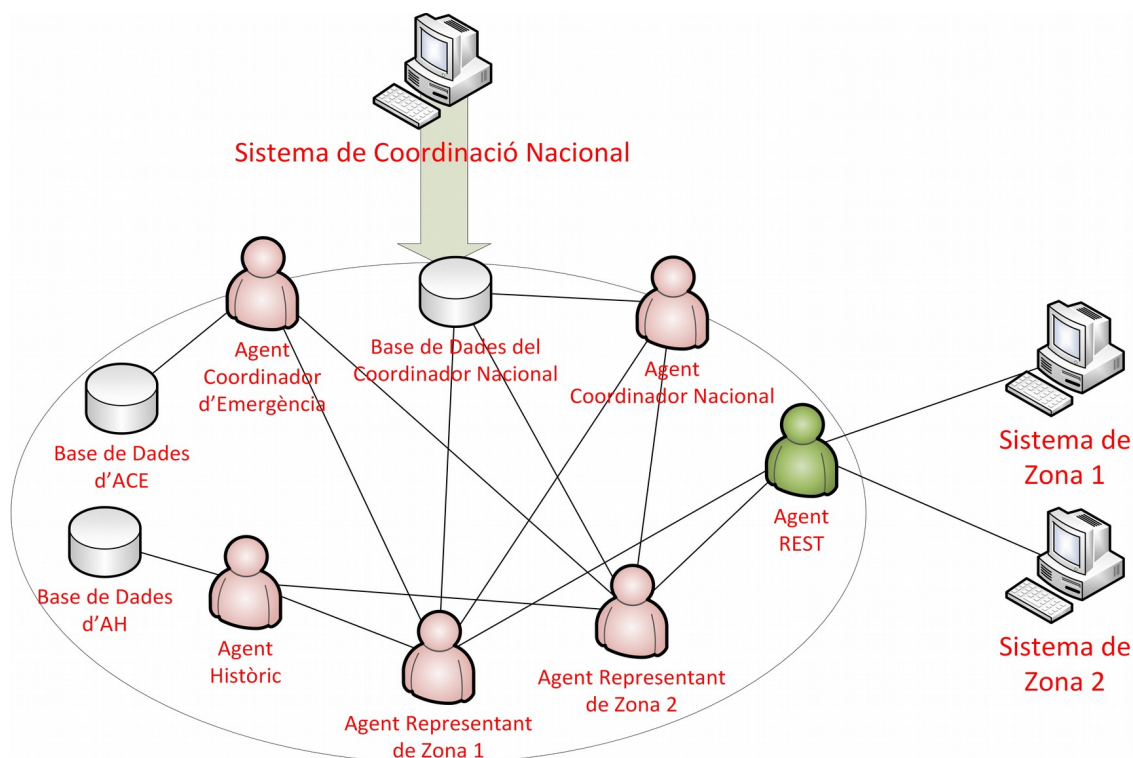 Sistema de Coordinació Nacional
Agent
Coordinador
d'Emergència
Base de Dades del
Coordinador Nacional
Agent
Coordinador Nacional
Base de Dades
d'ACE
Agent
REST
Sistema de
Zona 1
Base de Dades
d'AH
Agent
Històric
Agent Representant
de Zona 1
Agent Representant
de Zona 2
Sistema de
Zona 2